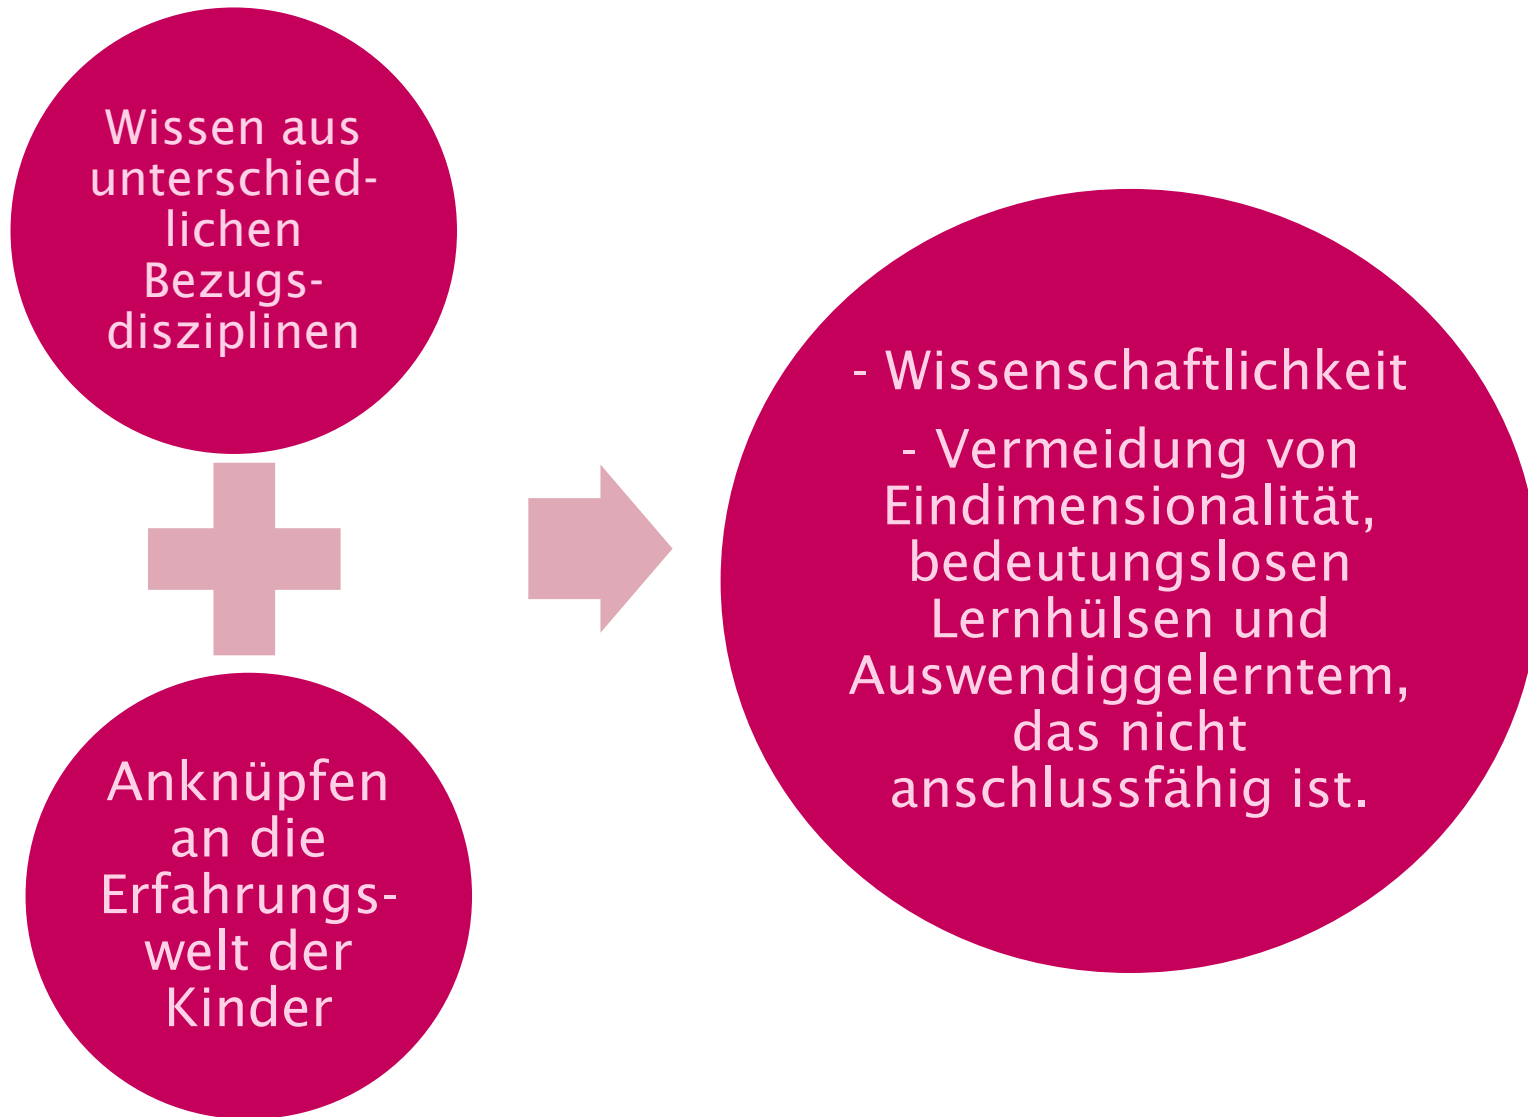 Wissen aus
unterschied-
lichen
Bezugs-
disziplinen
Anknüpfen
an die
Erfahrungs-
welt der
Kinder
- Wissenschaftlichkeit
- Vermeidung von
Eindimensionalität,
bedeutungslosen
Lernhülsen und
Auswendiggelerntem,
das nicht
anschlussfähig ist.